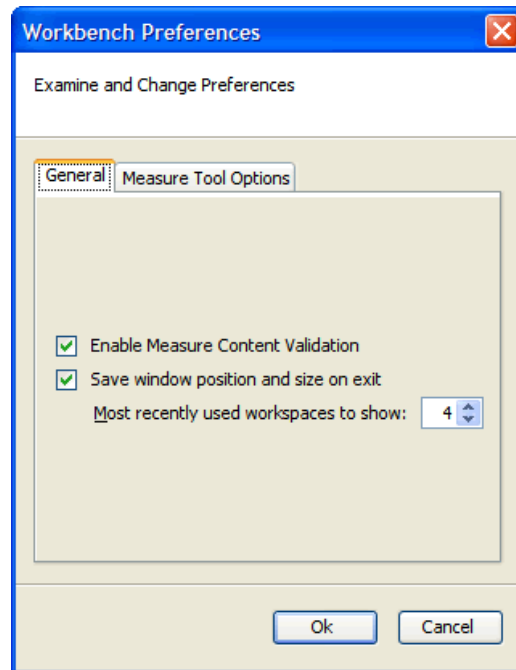 Workbench Preferences
Examine and Change Preferences
General Measure Tool Options
Enable Measure Content Validation
Save window position and size on exit
Most recently used workspaces to show: 4
Ok Cancel